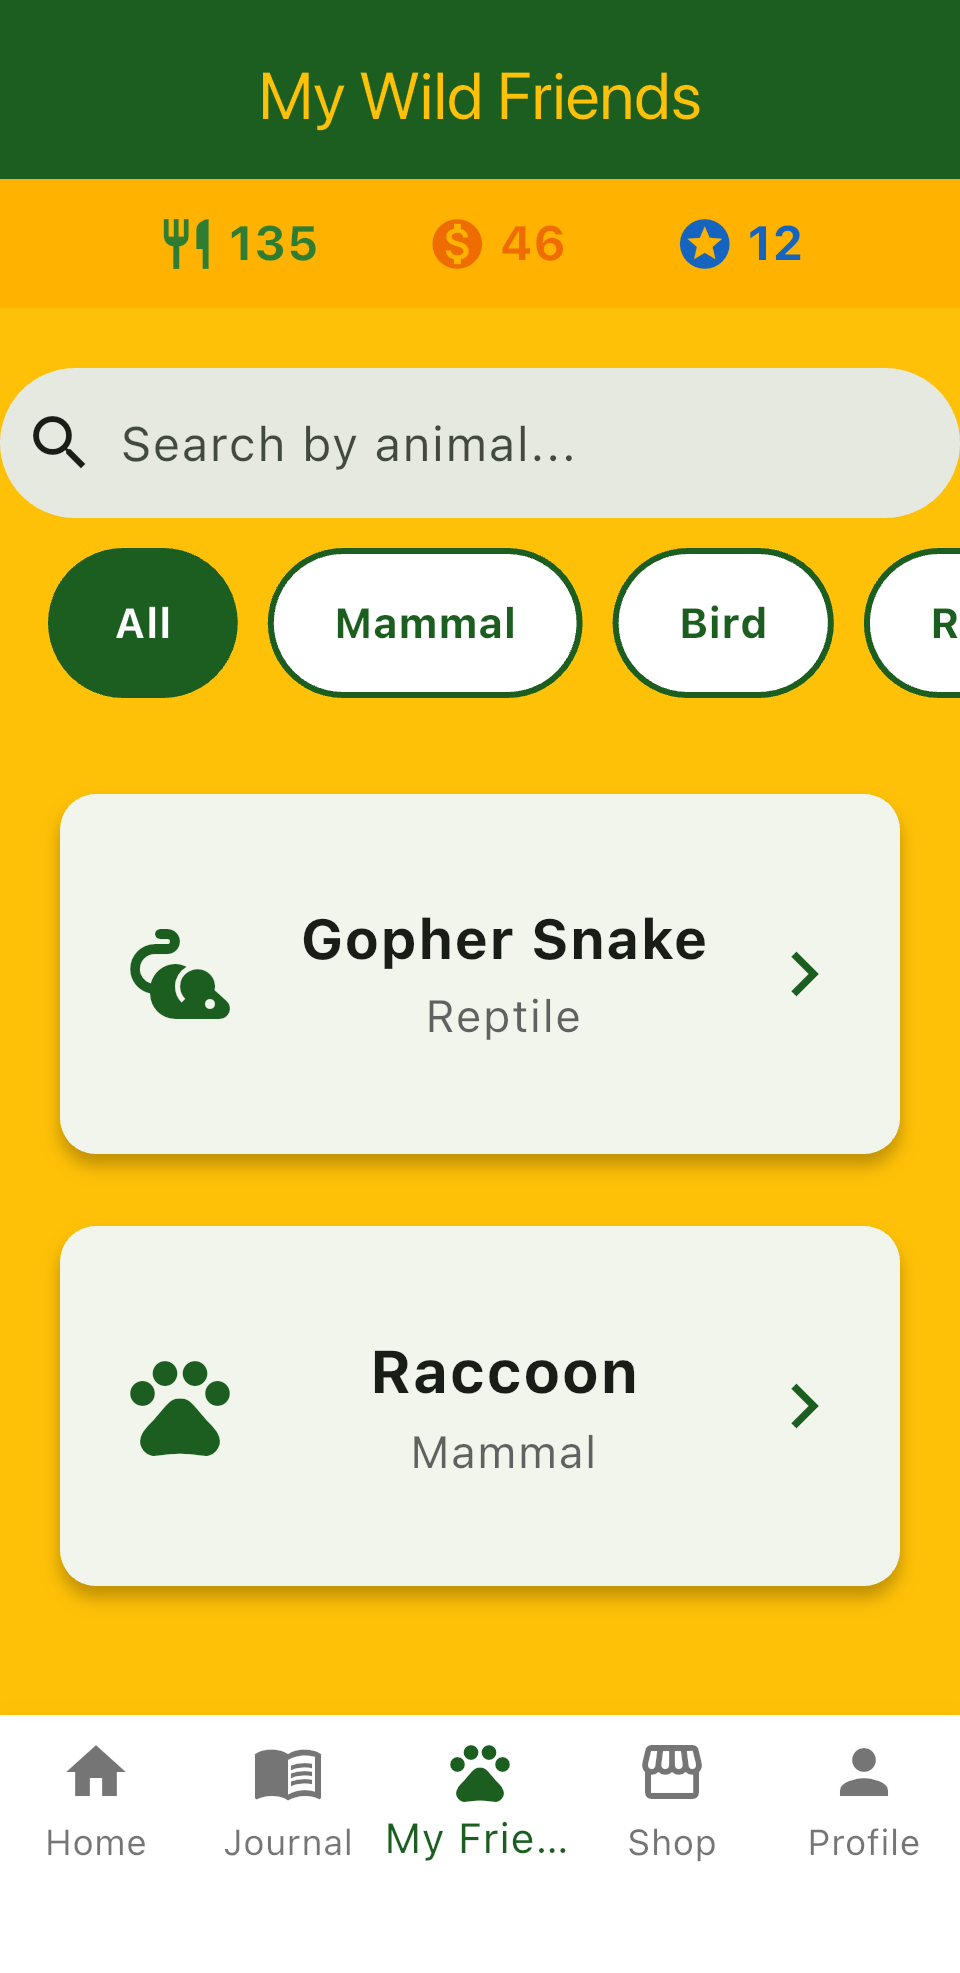 My Wild Friends
135 46 12
Search by animal...
All Mammal Bird R
Gopher Snake
Reptile
Raccoon
Mammal
Home Journal My Frie... Shop Profile